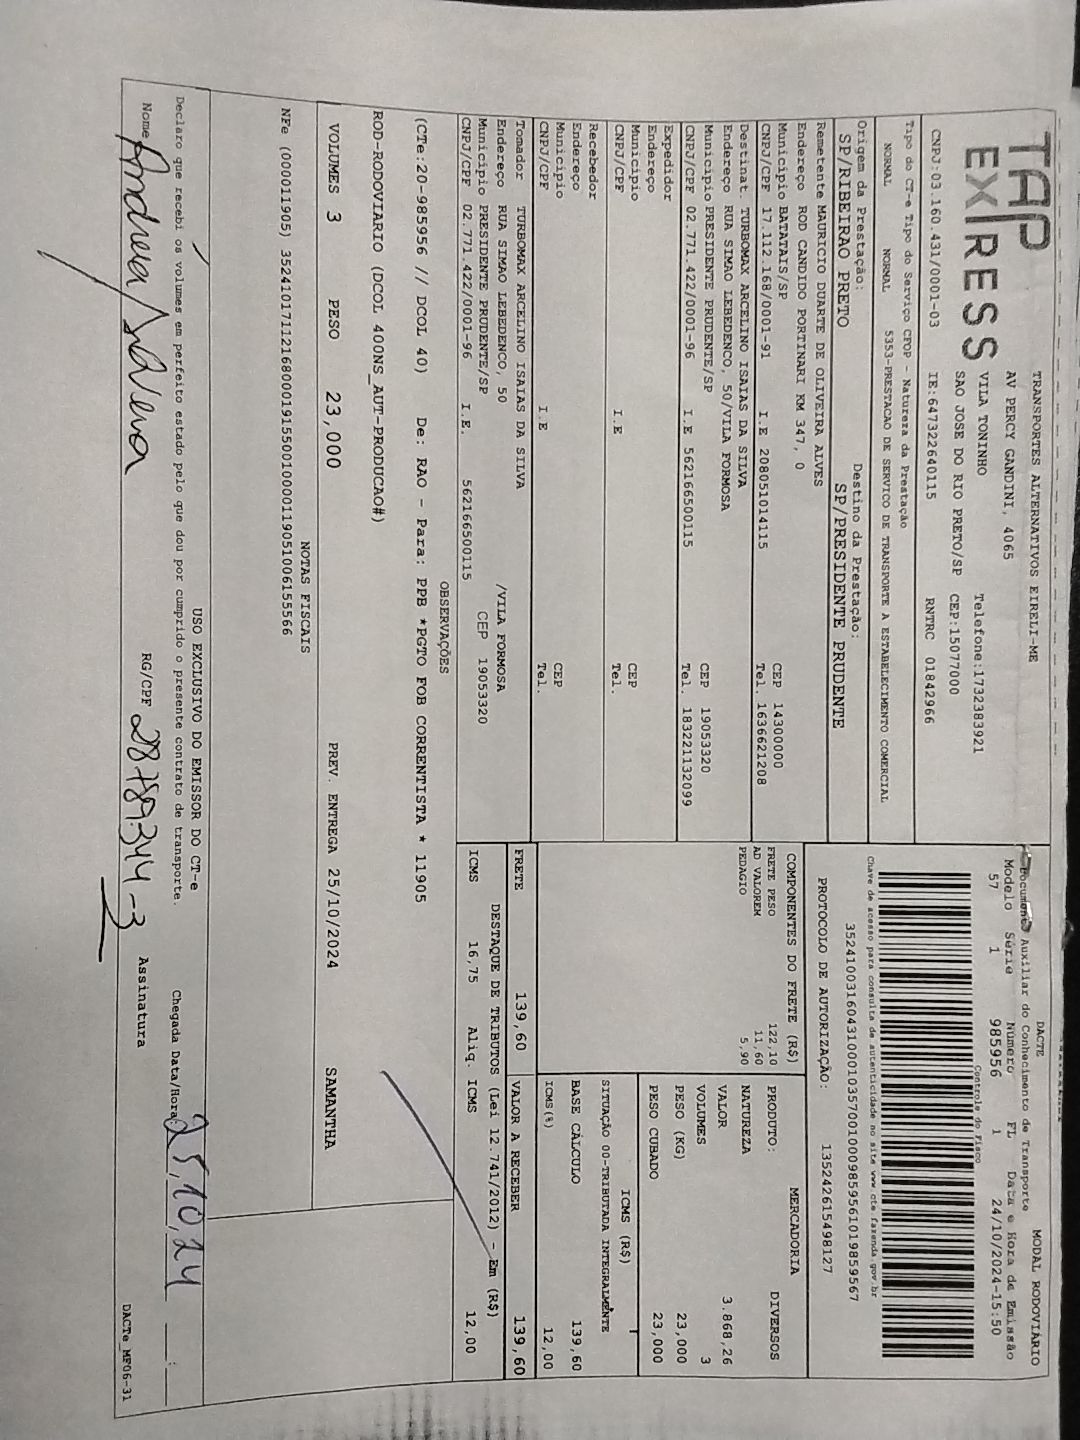 TAP
EXPRESS
TRANSPORTES ALTERNATIVOS EIRELI-ME
AV PERCY GANDINI, 4065
VILA TONINHO Telefone:1732383921
SAO JOSE DO RIO PRETO/SP CEP:15077000
CNPJ:03.160.431/0001-03 IE:647322640115 RNTRC 01842966
DACTE MODAL RODOVIÁRIO
Documento Auxiliar do Conhecimento de Transporte
Modelo Série Número FL Data e Hora de Emissão
57 1 985956 1 24/10/2024-15:50
Controle do Fisco
Chave de acesso para consulta de autenticidade no site www.cte.fazenda.gov.br
35241003160431000103570010009859561019859567
PROTOCOLO DE AUTORIZAÇÃO: 135242615498127
Tipo do CT-e Tipo do Serviço CFOP - Natureza da Prestação
NORMAL NORMAL 5353-PRESTACAO DE SERVICO DE TRANSPORTE A ESTABELECIMENTO COMERCIAL
Origem da Prestação: Destino da Prestação:
SP/RIBEIRAO PRETO SP/PRESIDENTE PRUDENTE
Remetente MAURICIO DUARTE DE OLIVEIRA ALVES
Endereço ROD CANDIDO PORTINARI KM 347, 0
Município BATATAIS/SP CEP 14300000
CNPJ/CPF 17.112.168/0001-91 I.E 208051014115 Tel. 1636621208
Destinat TURBOMAX ARCELINO ISAIAS DA SILVA
Endereço RUA SIMAO LEBEDENCO, 50/VILA FORMOSA
Município PRESIDENTE PRUDENTE/SP CEP 19053320
CNPJ/CPF 02.771.422/0001-96 I.E 562166500115 Tel. 183221132099
Expedidor
Endereço
Município CEP
CNPJ/CPF I.E Tel.
Recebedor
Endereço
Município CEP
CNPJ/CPF I.E Tel.
Tomador TURBOMAX ARCELINO ISAIAS DA SILVA
Endereço RUA SIMAO LEBEDENCO, 50 /VILA FORMOSA
Município PRESIDENTE PRUDENTE/SP CEP 19053320
CNPJ/CPF 02.771.422/0001-96 I.E. 562166500115
COMPONENTES DO FRETE (R$)
FRETE PESO 122,10
AD VALOREM 11,60
PEDAGIO 5,90
MERCADORIA
PRODUTO: DIVERSOS
NATUREZA
VALOR 3.868,26
VOLUMES 3
PESO (KG) 23,000
PESO CUBADO 23,000
ICMS (R$)
SITUAÇÃO 00-TRIBUTADA INTEGRALMENTE
BASE CÁLCULO 139,60
ICMS(%) 12,00
FRETE 139,60 VALOR A RECEBER 139,60
DESTAQUE DE TRIBUTOS (Lei 12.741/2012) - Em (R$)
ICMS 16,75 Aliq. ICMS 12,00
OBSERVAÇÕES
(CTe:20-985956 // DCOL 40) De: RAO - Para: PPB *PGTO FOB CORRENTISTA * 11905
ROD-RODOVIARIO (DCOL 400NS_AUT-PRODUCAO#)
VOLUMES 3 PESO 23,000 PREV. ENTREGA 25/10/2024 SAMANTHA
NOTAS FISCAIS
NFe (000011905) 35241017112168000191550010000119051006155566
USO EXCLUSIVO DO EMISSOR DO CT-e
Declaro que recebi os volumes em perfeito estado pelo que dou por cumprido o presente contrato de transporte. Chegada Data/Hora 25/10/24 __:__
Nome Andreia RG/CPF 28789344-3 Assinatura
DACTe_MF06-31